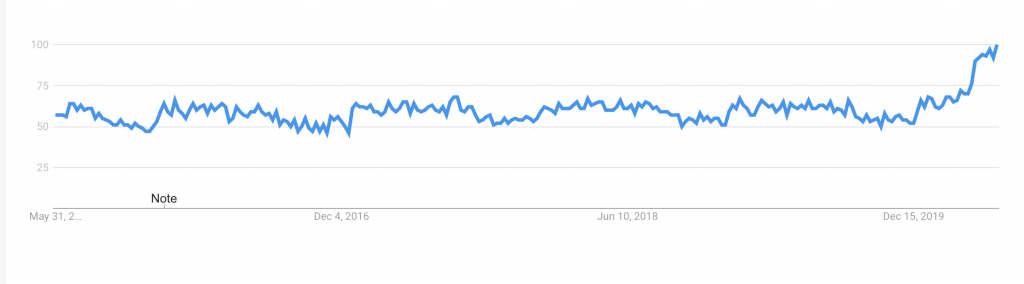 100
75
50
25
Note
May 31, 2...
Dec 4, 2016
Jun 10, 2018
Dec 15, 2019